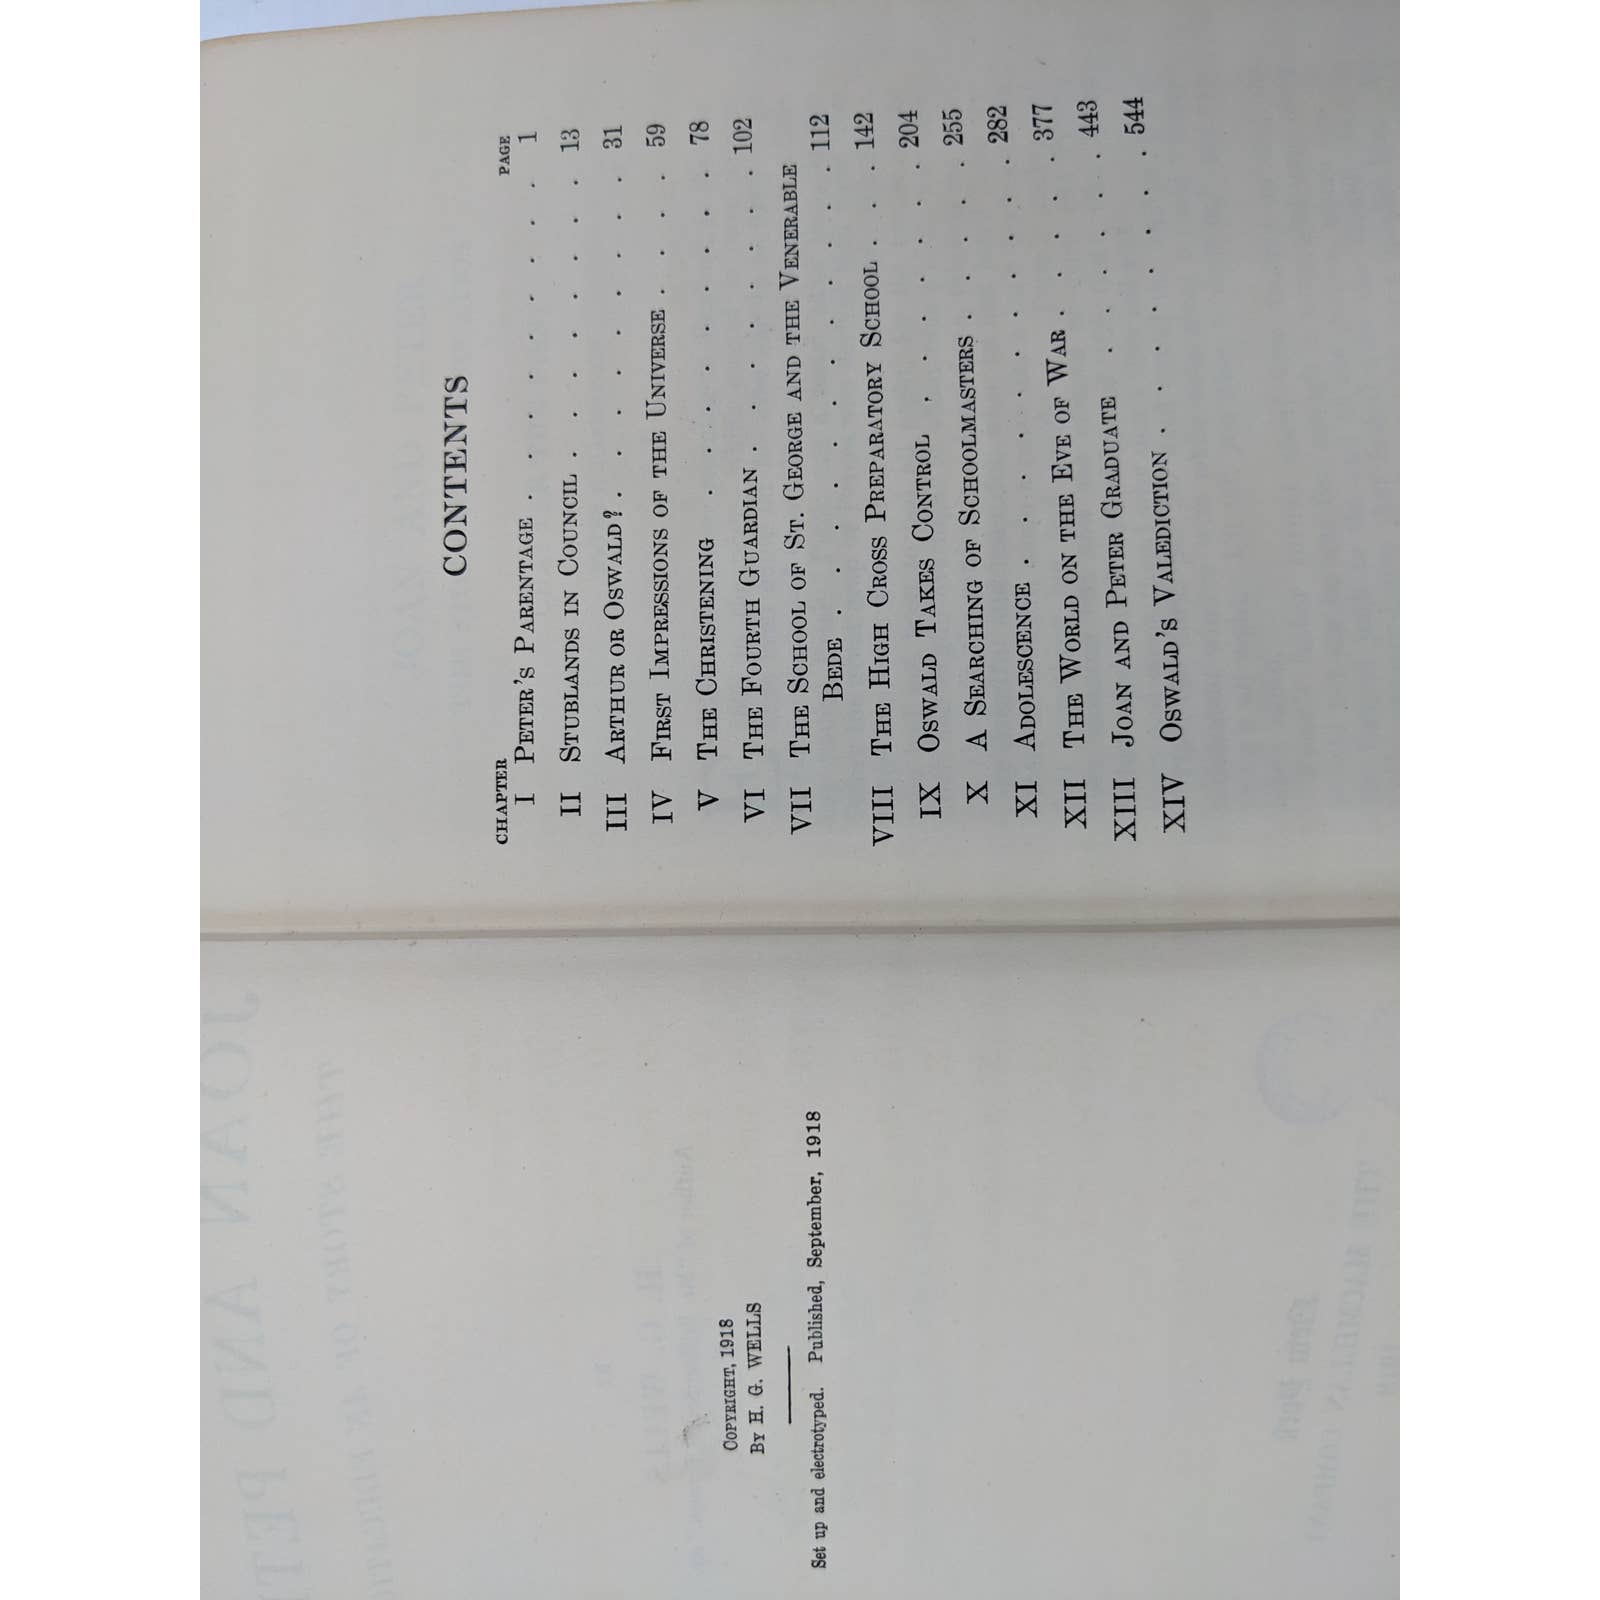 COPYRIGHT, 1918
BY H. G. WELLS
Set up and electrotyped. Published, September, 1918
CONTENTS
CHAPTER PAGE
I PETER'S PARENTAGE . . . . . . . . . 1
II STUBLANDS IN COUNCIL . . . . . . . . 13
III ARTHUR OR OSWALD? . . . . . . . . . 31
IV FIRST IMPRESSIONS OF THE UNIVERSE . . . . 59
V THE CHRISTENING . . . . . . . . . 78
VI THE FOURTH GUARDIAN . . . . . . . . 102
VII THE SCHOOL OF ST. GEORGE AND THE VENERABLE
BEDE . . . . . . . . . . . . 112
VIII THE HIGH CROSS PREPARATORY SCHOOL . . . 142
IX OSWALD TAKES CONTROL . . . . . . . 204
X A SEARCHING OF SCHOOLMASTERS . . . . . 255
XI ADOLESCENCE . . . . . . . . . . . 282
XII THE WORLD ON THE EVE OF WAR . . . . . 377
XIII JOAN AND PETER GRADUATE . . . . . . 443
XIV OSWALD'S VALEDICTION . . . . . . . . 544